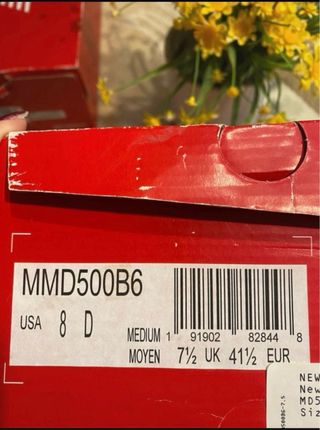 MMD500B6
USA 8 D
MEDIUM
MOYEN
1 91902 82844 8
7½ UK 41½ EUR
NEW
New
MD5
Siz